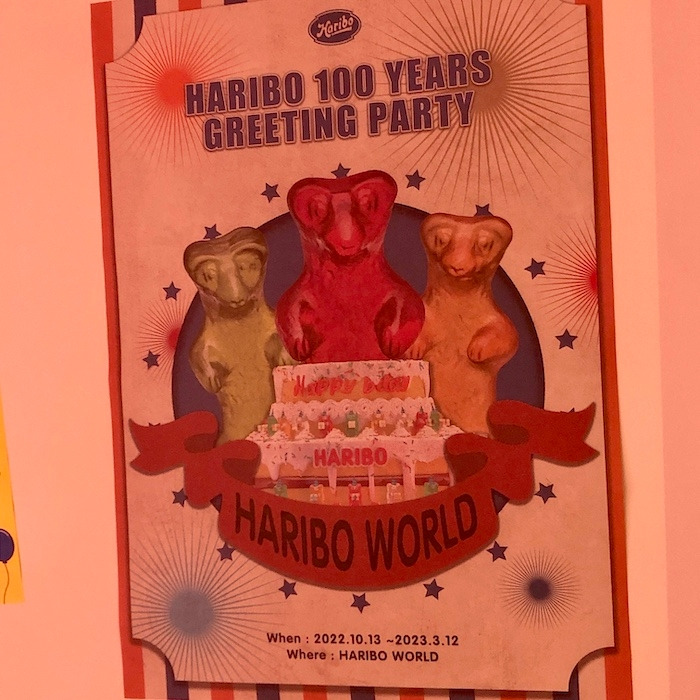 Haribo
HARIBO 100 YEARS
GREETING PARTY
Happy
HARIBO
HARIBO WORLD
When : 2022.10.13 ~2023.3.12
Where : HARIBO WORLD